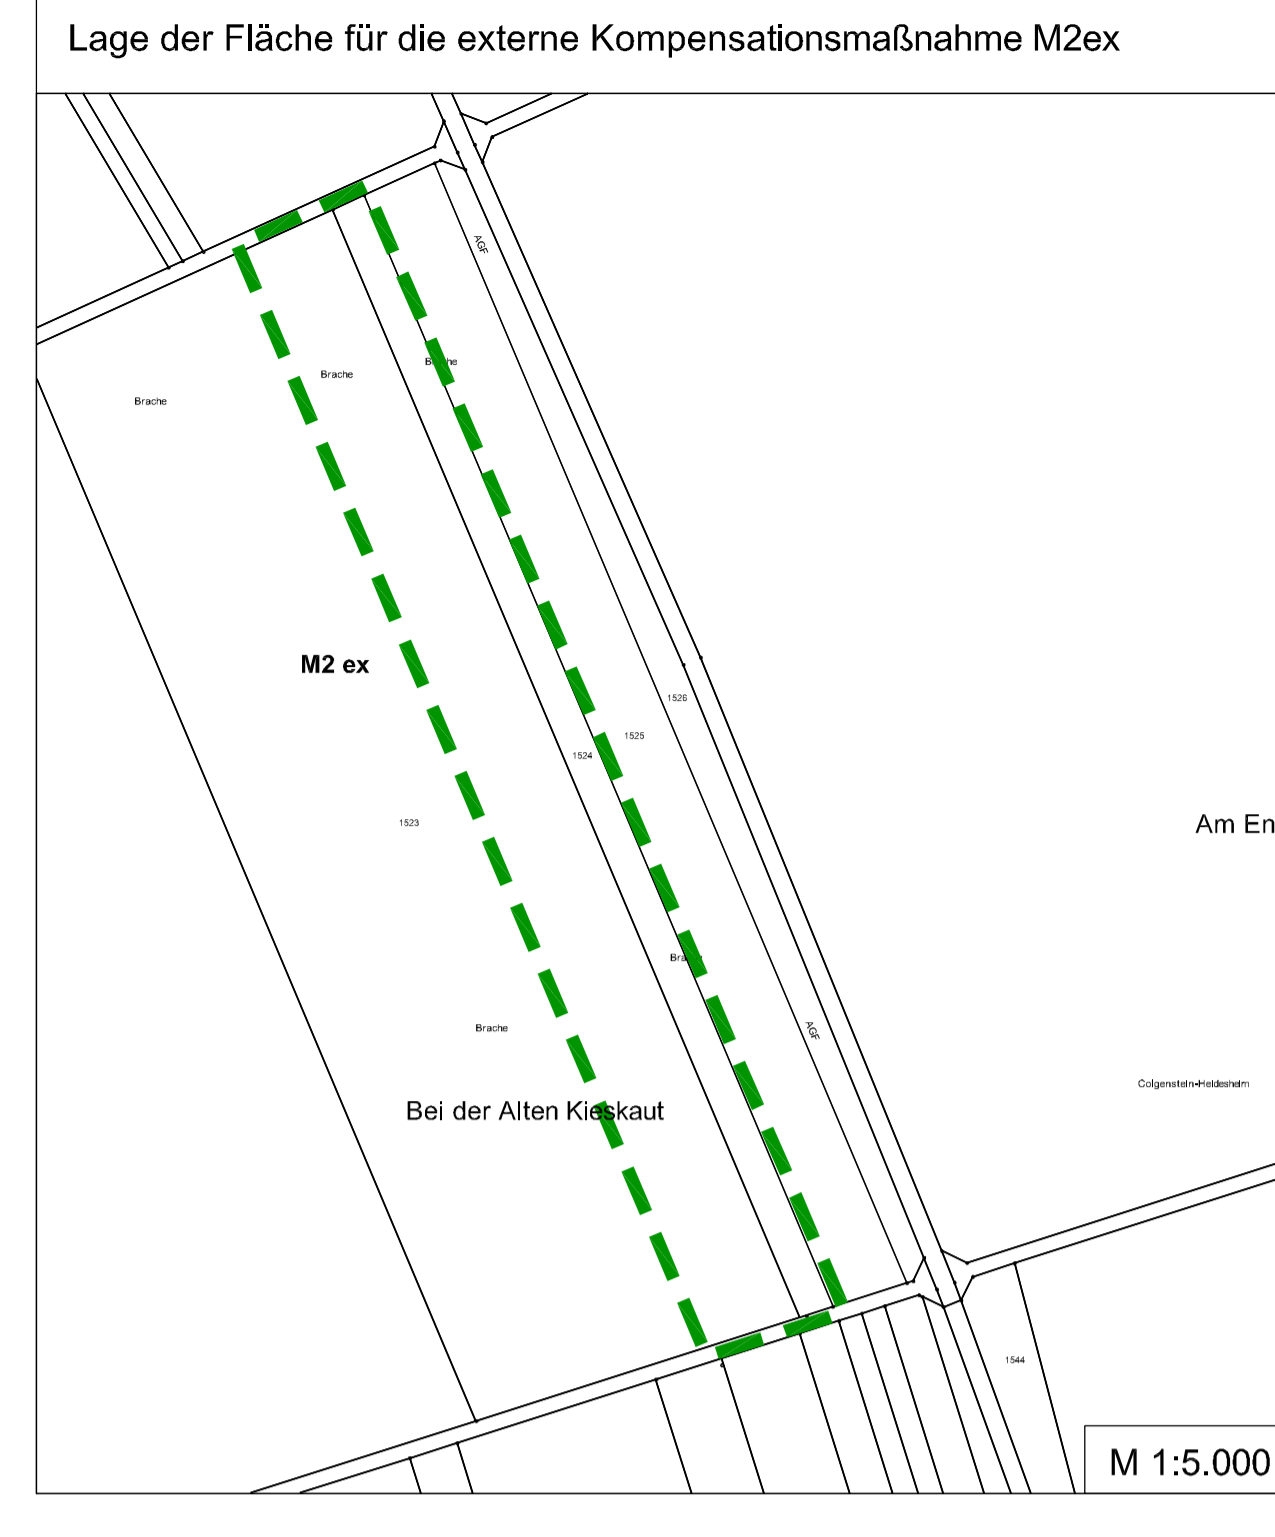 Lage der Fläche für die externe Kompensationsmaßnahme M2ex
AGF
Brache
Brache
Brache
M2 ex
1526
1525
1524
1523
Am En
Brache
Brache
AGF
Colgenstein-Heidesheim
Bei der Alten Kieskaut
1544
M 1:5.000